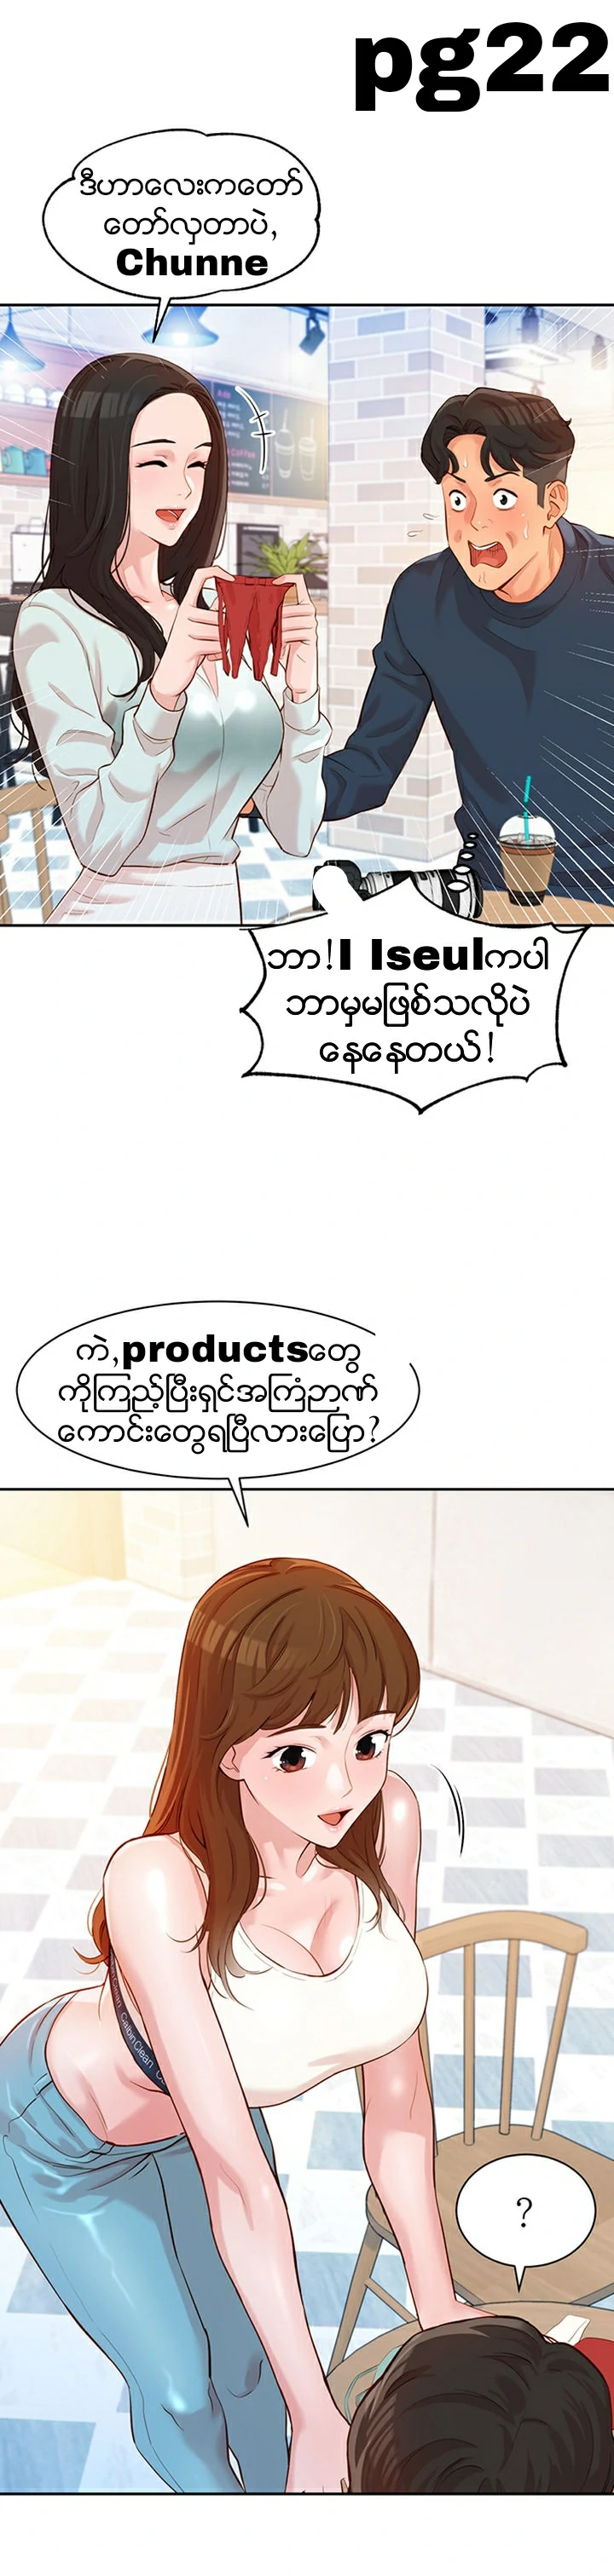 pg22
ဒီဟာလေးကတော်
တော်လှတာပဲ,
Chunne
ဘာ!I Iseulကပါ
ဘာမှမဖြစ်သလိုပဲ
နေနေတယ်!
ကဲ,productsတွေ
ကိုကြည့်ပြီးရှင်အကြံဉာဏ်
ကောင်းတွေရပြီလားပြော?
CalbinClean
?